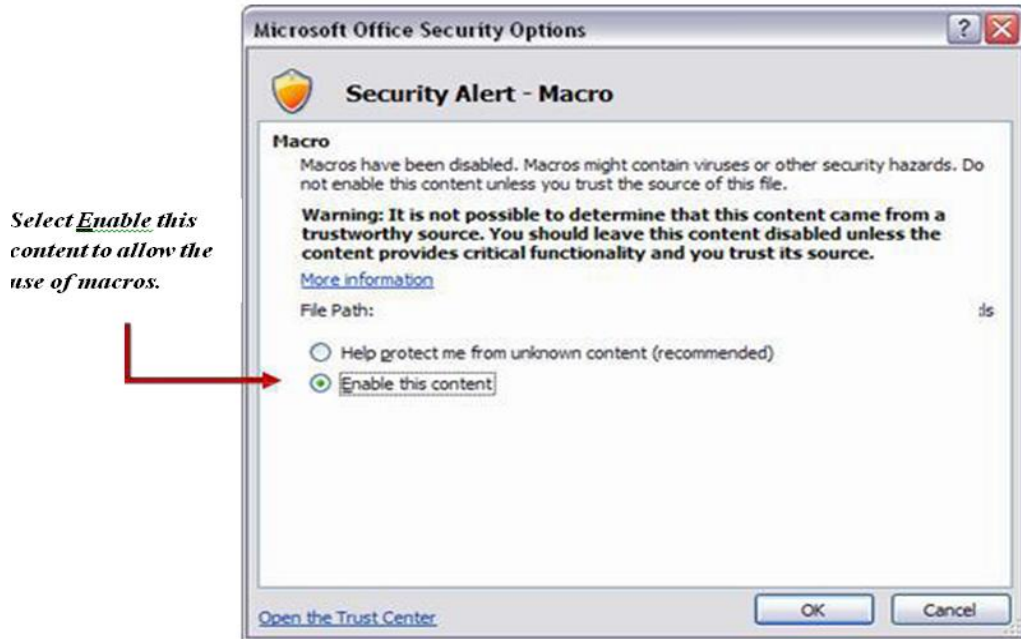 Microsoft Office Security Options
Security Alert - Macro
Macro
Macros have been disabled. Macros might contain viruses or other security hazards. Do
not enable this content unless you trust the source of this file.
Warning: It is not possible to determine that this content came from a
trustworthy source. You should leave this content disabled unless the
content provides critical functionality and you trust its source.
More information
File Path:
Help protect me from unknown content (recommended)
Enable this content
Open the Trust Center
OK
Cancel
Select Enable this
content to allow the
use of macros.